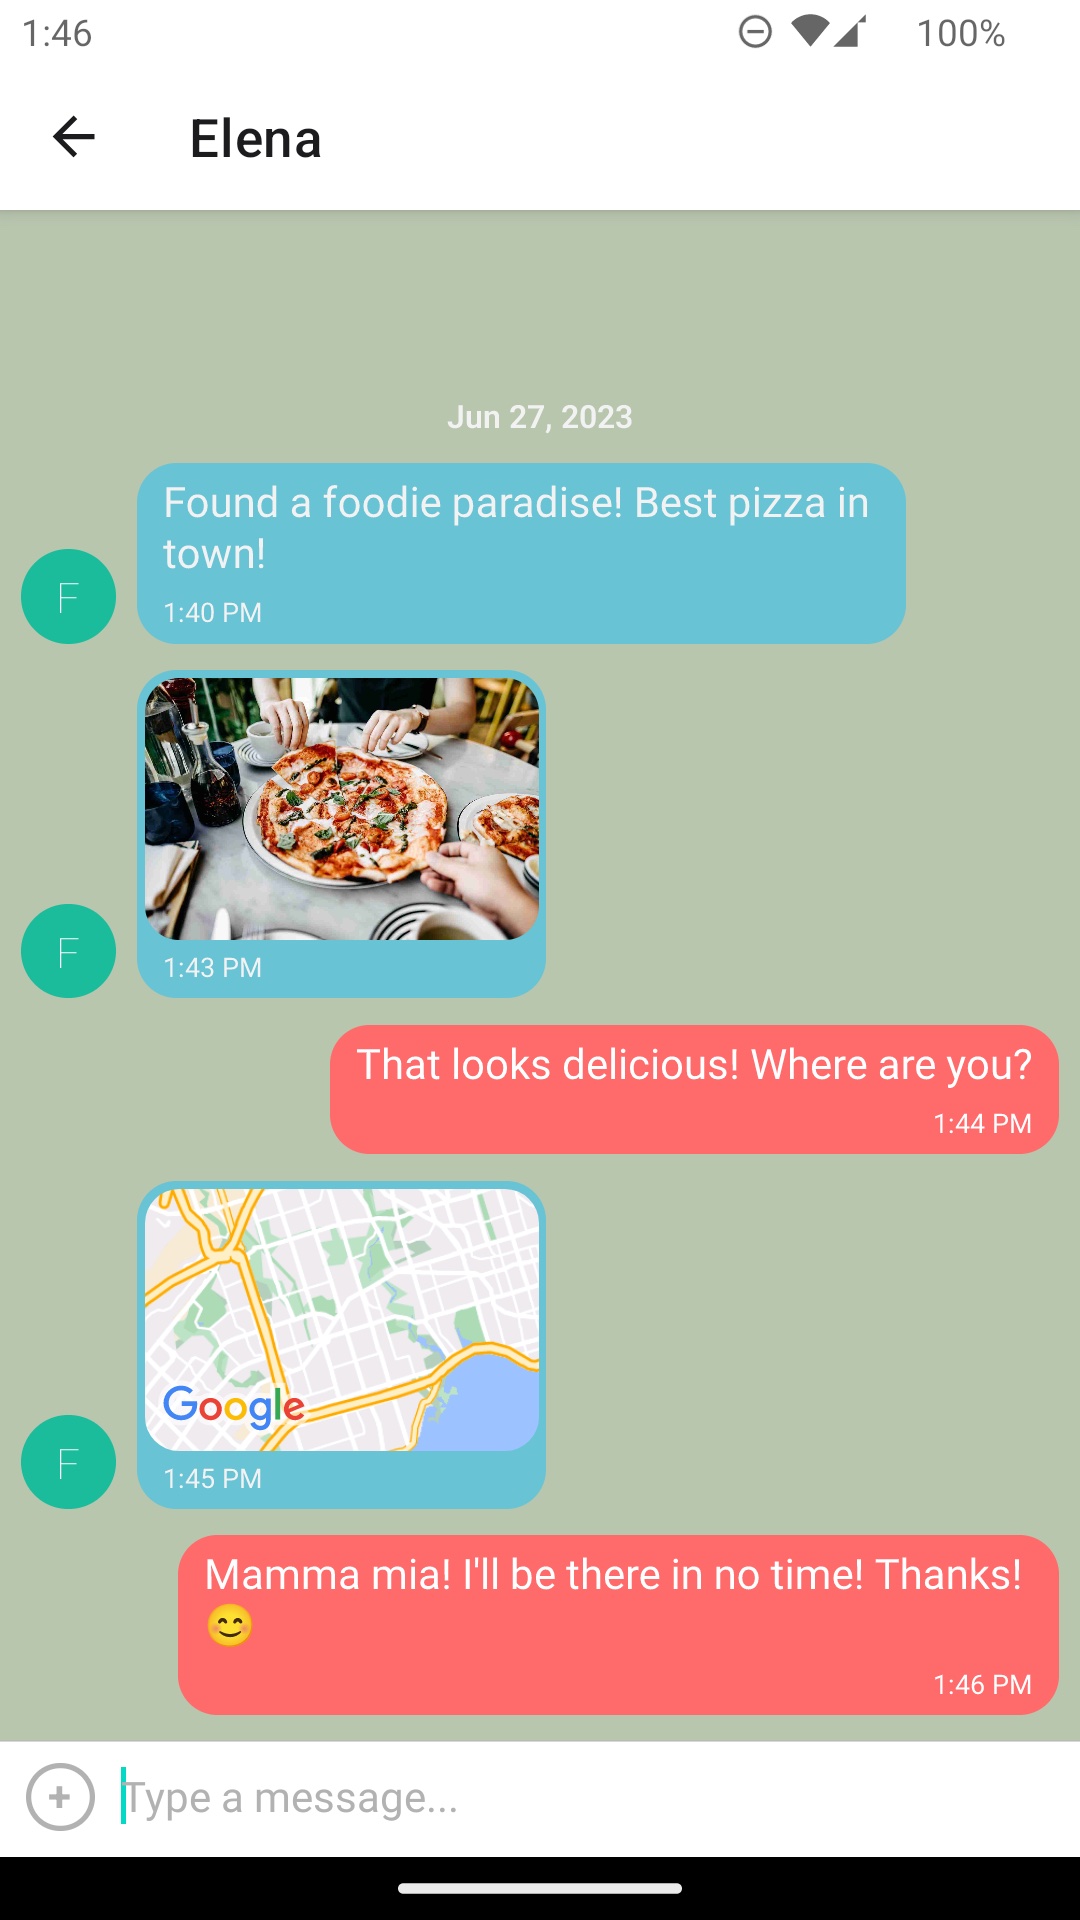 1:46
100%
Elena
Jun 27, 2023
Found a foodie paradise! Best pizza in
town!
1:40 PM
F
1:43 PM
F
That looks delicious! Where are you?
1:44 PM
Google
1:45 PM
F
Mamma mia! I'll be there in no time! Thanks!
😊
1:46 PM
Type a message...